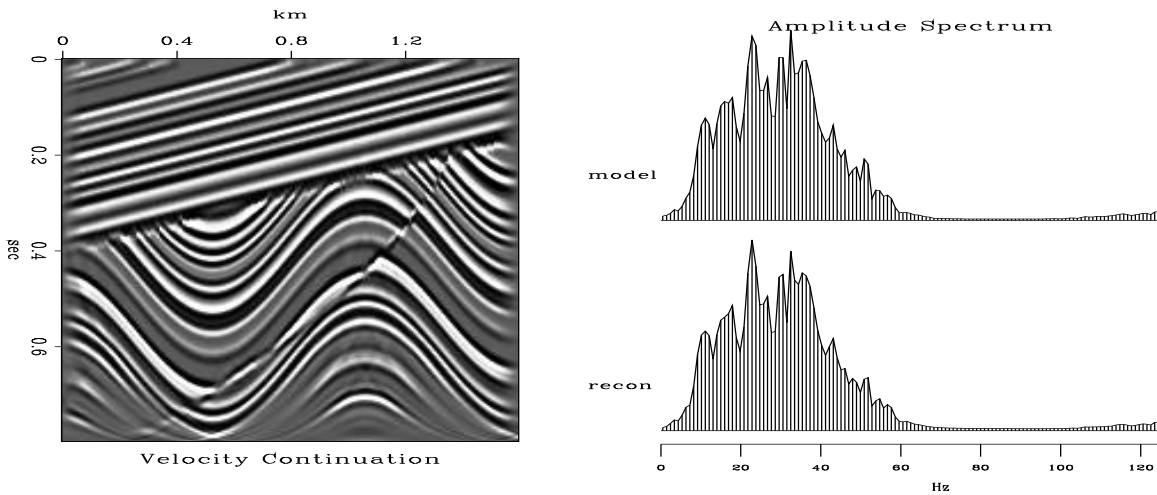 km
0 0.4 0.8 1.2
0
0.2
0.4
0.6
sec
Velocity Continuation
Amplitude Spectrum
model
recon
0 20 40 60 80 100 120
Hz